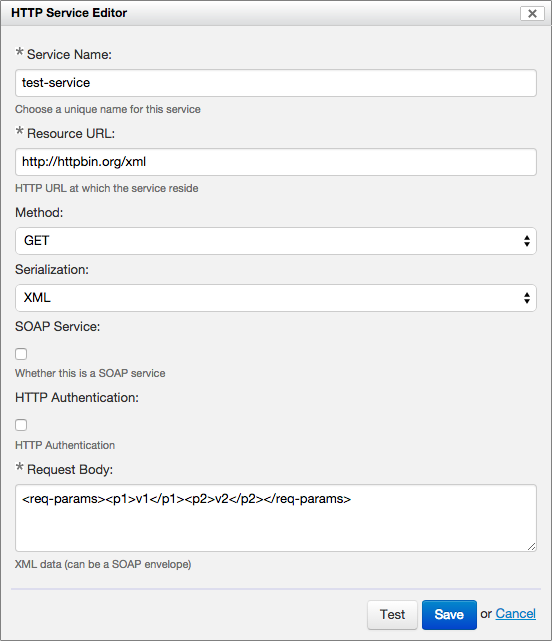 HTTP Service Editor
* Service Name:
test-service
Choose a unique name for this service
* Resource URL:
http://httpbin.org/xml
HTTP URL at which the service reside
Method:
GET
Serialization:
XML
SOAP Service:
Whether this is a SOAP service
HTTP Authentication:
HTTP Authentication
* Request Body:
<req-params><p1>v1</p1><p2>v2</p2></req-params>
XML data (can be a SOAP envelope)
Test Save or Cancel